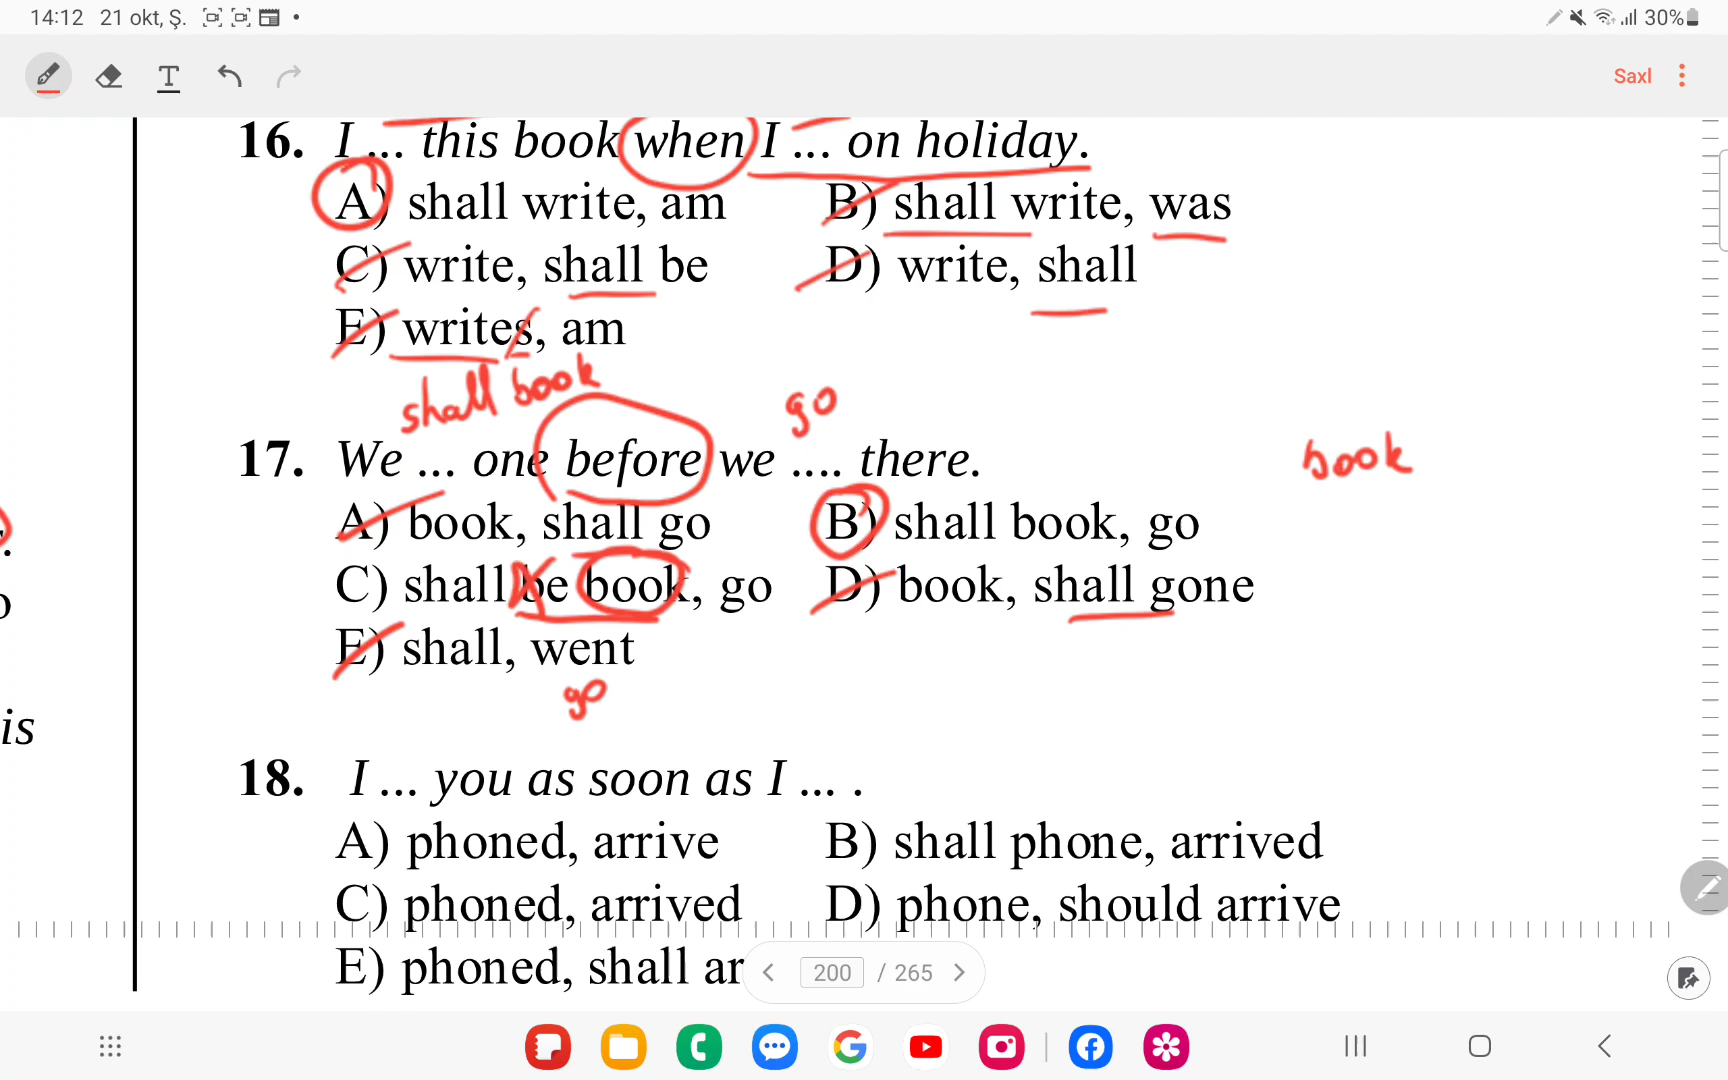 14:12 21 okt, Ş. 30%
Saxl
16. I ... this book when I ... on holiday.
A) shall write, am B) shall write, was
C) write, shall be D) write, shall
E) writes, am
shall book go
17. We ... one before we .... there. book
A) book, shall go B) shall book, go
C) shall be book, go D) book, shall gone
E) shall, went
go
is
18. I ... you as soon as I ... .
A) phoned, arrive B) shall phone, arrived
C) phoned, arrived D) phone, should arrive
E) phoned, shall ar
200 / 265